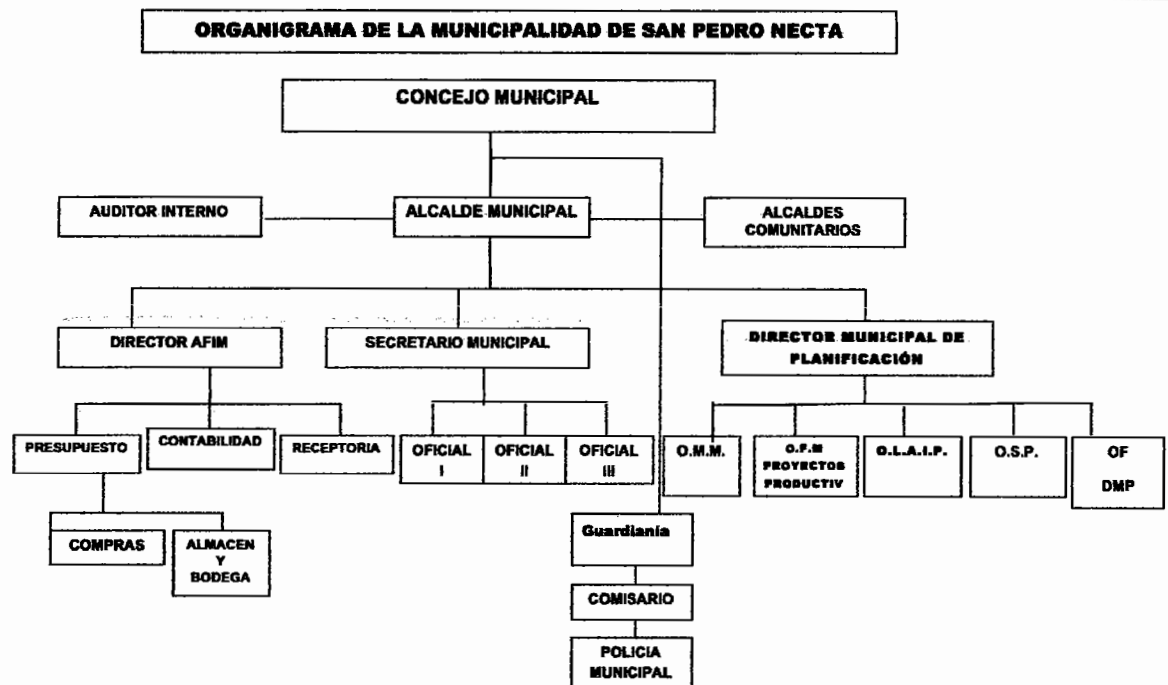 ORGANIGRAMA DE LA MUNICIPALIDAD DE SAN PEDRO NECTA
CONCEJO MUNICIPAL
AUDITOR INTERNO
ALCALDE MUNICIPAL
ALCALDES
COMUNITARIOS
DIRECTOR AFIM
SECRETARIO MUNICIPAL
DIRECTOR MUNICIPAL DE
PLANIFICACIÓN
PRESUPUESTO
CONTABILIDAD
RECEPTORIA
OFICIAL
I
OFICIAL
II
OFICIAL
III
O.M.M.
O.F.M
PROYECTOS
PRODUCTIV
O.L.A.I.P.
O.S.P.
OF
DMP
COMPRAS
ALMACEN
Y
BODEGA
Guardianía
COMISARIO
POLICIA
MUNICIPAL